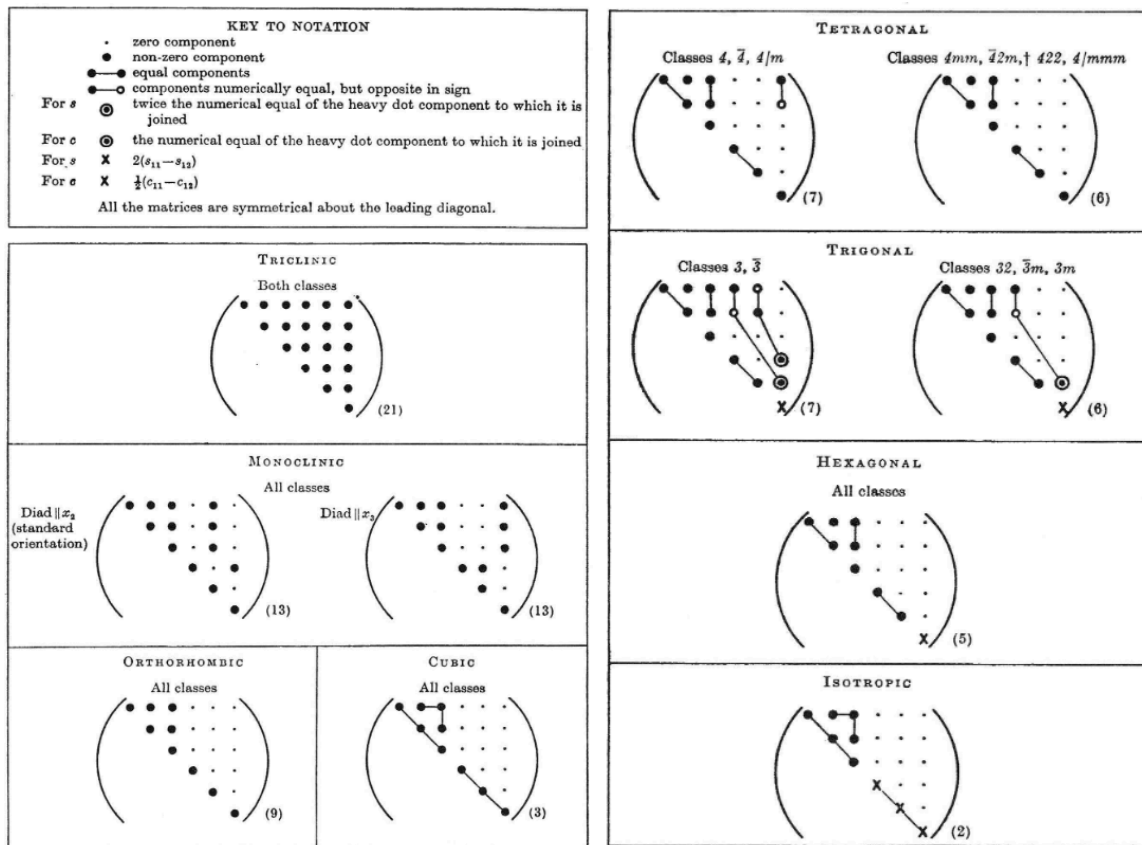 KEY TO NOTATION
zero component
non-zero component
equal components
components numerically equal, but opposite in sign
For s twice the numerical equal of the heavy dot component to which it is
joined
For c the numerical equal of the heavy dot component to which it is joined
For s X 2(s₁₁—s₁₂)
For c X ½(c₁₁—c₁₂)
All the matrices are symmetrical about the leading diagonal.
TRICLINIC
Both classes
(21)
MONOCLINIC
All classes
Diad ∥ x₂
(standard
orientation)
(13)
Diad ∥ x₃
(13)
ORTHORHOMBIC
All classes
(9)
CUBIC
All classes
(3)
TETRAGONAL
Classes 4, 4̄, 4/m
(7)
Classes 4mm, 4̄2m,† 422, 4/mmm
(6)
TRIGONAL
Classes 3, 3̄
X
(7)
Classes 32, 3̄m, 3m
X
(6)
HEXAGONAL
All classes
X
(5)
ISOTROPIC
X
X
X
(2)